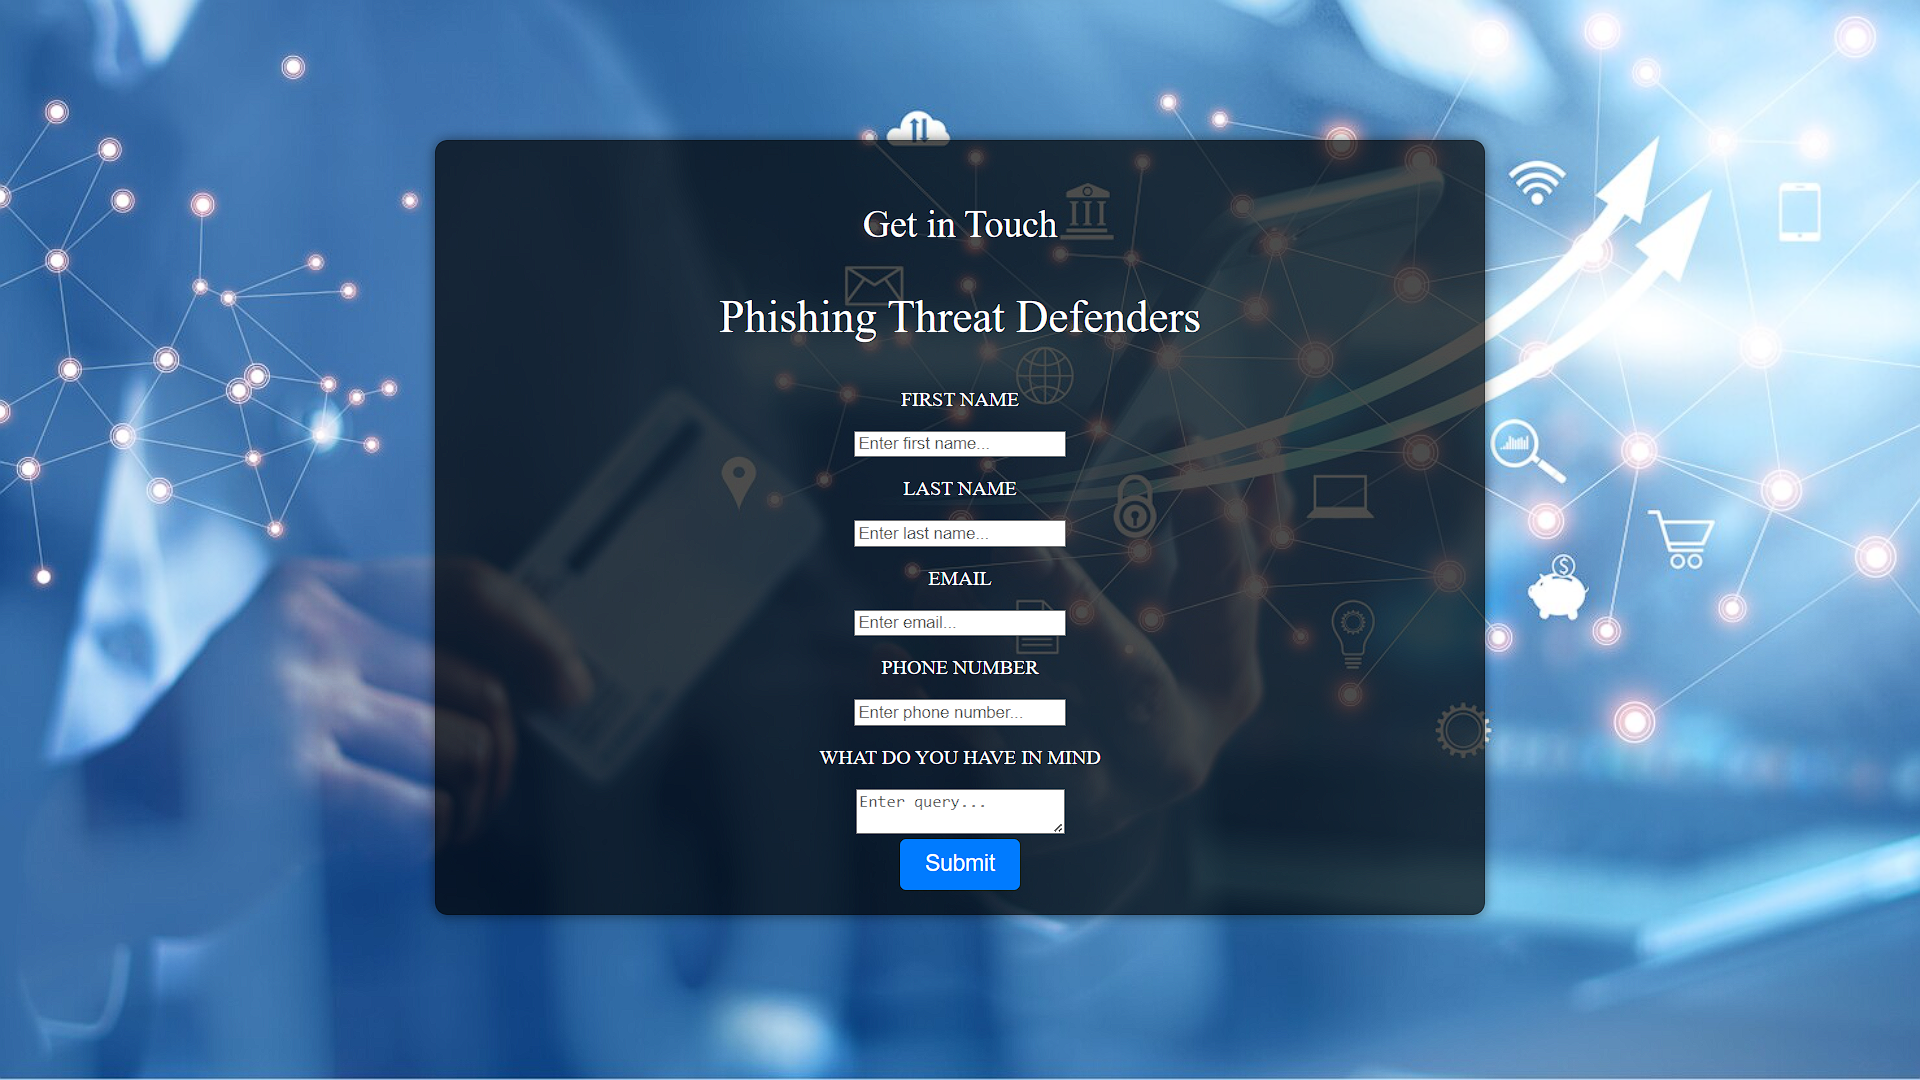 Get in Touch
Phishing Threat Defenders
FIRST NAME
Enter first name...
LAST NAME
Enter last name...
EMAIL
Enter email...
PHONE NUMBER
Enter phone number...
WHAT DO YOU HAVE IN MIND
Enter query...
Submit